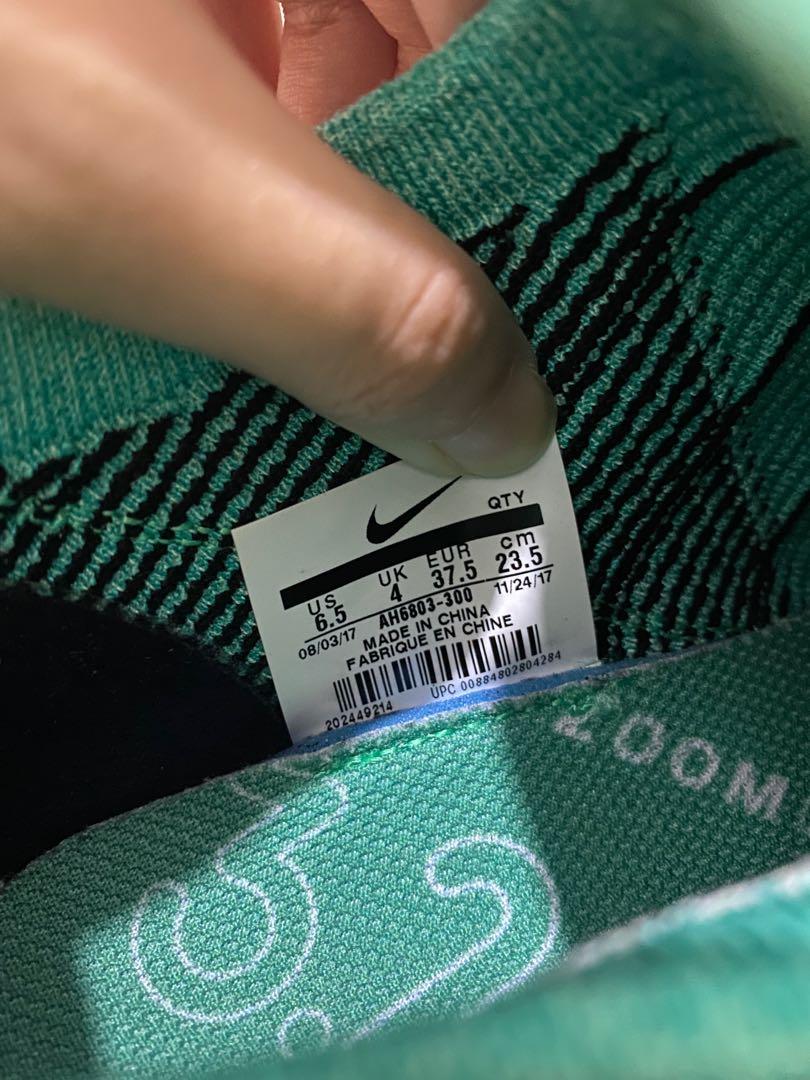 QTY
US UK EUR cm
6.5 4 37.5 23.5
08/03/17 AH6803-300 11/24/17
MADE IN CHINA
FABRIQUE EN CHINE
202449214 UPC 00884802804284
ZOOM